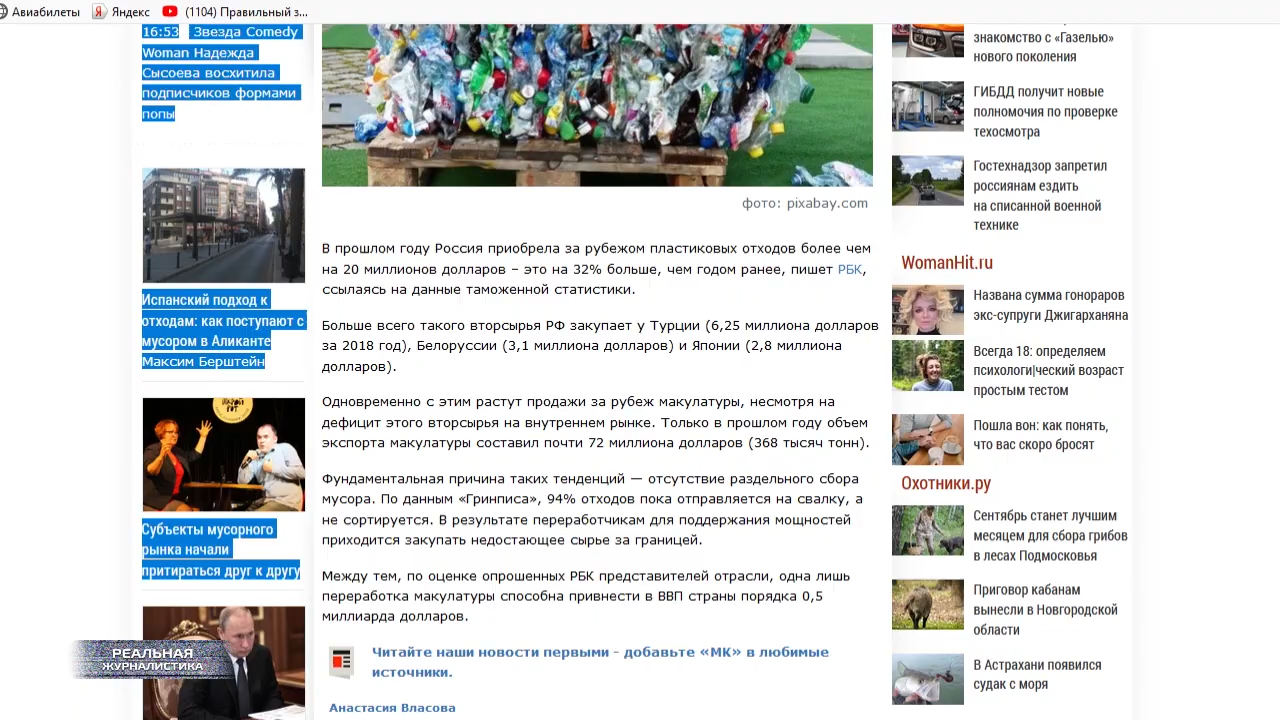 Авиабилеты
Яндекс
(1104) Правильный з...
16:53 Звезда Comedy
Woman Надежда
Сысоева восхитила
подписчиков формами
попы
Испанский подход к
отходам: как поступают с
мусором в Аликанте
Максим Берштейн
Субъекты мусорного
рынка начали
притираться друг к другу
РЕАЛЬНАЯ
ЖУРНАЛИСТИКА
фото: pixabay.com
В прошлом году Россия приобрела за рубежом пластиковых отходов более чем
на 20 миллионов долларов – это на 32% больше, чем годом ранее, пишет РБК,
ссылаясь на данные таможенной статистики.
Больше всего такого вторсырья РФ закупает у Турции (6,25 миллиона долларов
за 2018 год), Белоруссии (3,1 миллиона долларов) и Японии (2,8 миллиона
долларов).
Одновременно с этим растут продажи за рубеж макулатуры, несмотря на
дефицит этого вторсырья на внутреннем рынке. Только в прошлом году объем
экспорта макулатуры составил почти 72 миллиона долларов (368 тысяч тонн).
Фундаментальная причина таких тенденций — отсутствие раздельного сбора
мусора. По данным «Гринписа», 94% отходов пока отправляется на свалку, а
не сортируется. В результате переработчикам для поддержания мощностей
приходится закупать недостающее сырье за границей.
Между тем, по оценке опрошенных РБК представителей отрасли, одна лишь
переработка макулатуры способна привнести в ВВП страны порядка 0,5
миллиарда долларов.
Читайте наши новости первыми - добавьте «МК» в любимые
источники.
Анастасия Власова
знакомство с «Газелью»
нового поколения
ГИБДД получит новые
полномочия по проверке
техосмотра
Гостехнадзор запретил
россиянам ездить
на списанной военной
технике
WomanHit.ru
Названа сумма гонораров
экс-супруги Джигарханяна
Всегда 18: определяем
психологи|ческий возраст
простым тестом
Пошла вон: как понять,
что вас скоро бросят
Охотники.ру
Сентябрь станет лучшим
месяцем для сбора грибов
в лесах Подмосковья
Приговор кабанам
вынесли в Новгородской
области
В Астрахани появился
судак с моря